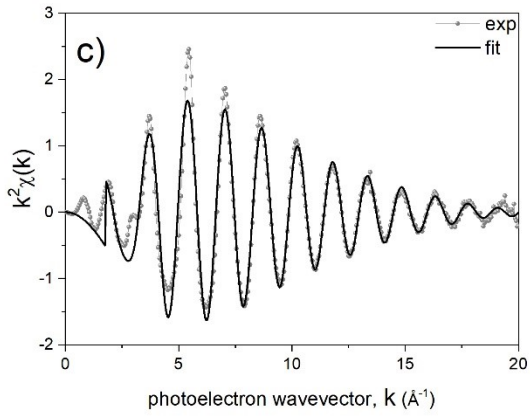 c)
exp
fit
3
2
1
0
-1
-2
k²χ(k)
0 5 10 15 20
photoelectron wavevector, k (Å⁻¹)